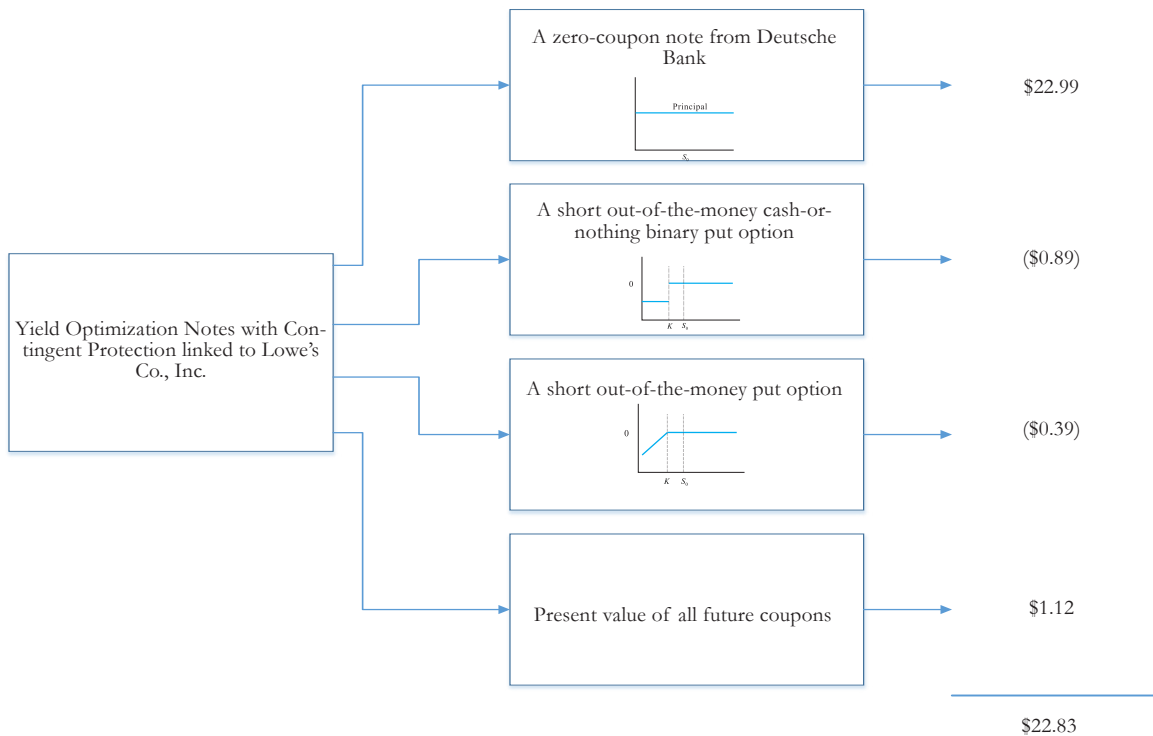 A zero-coupon note from Deutsche
Bank
Principal
S₀
$22.99
A short out-of-the-money cash-or-
nothing binary put option
0
K
S₀
($0.89)
Yield Optimization Notes with Con-
tingent Protection linked to Lowe's
Co., Inc.
A short out-of-the-money put option
0
K
S₀
($0.39)
Present value of all future coupons
$1.12
$22.83